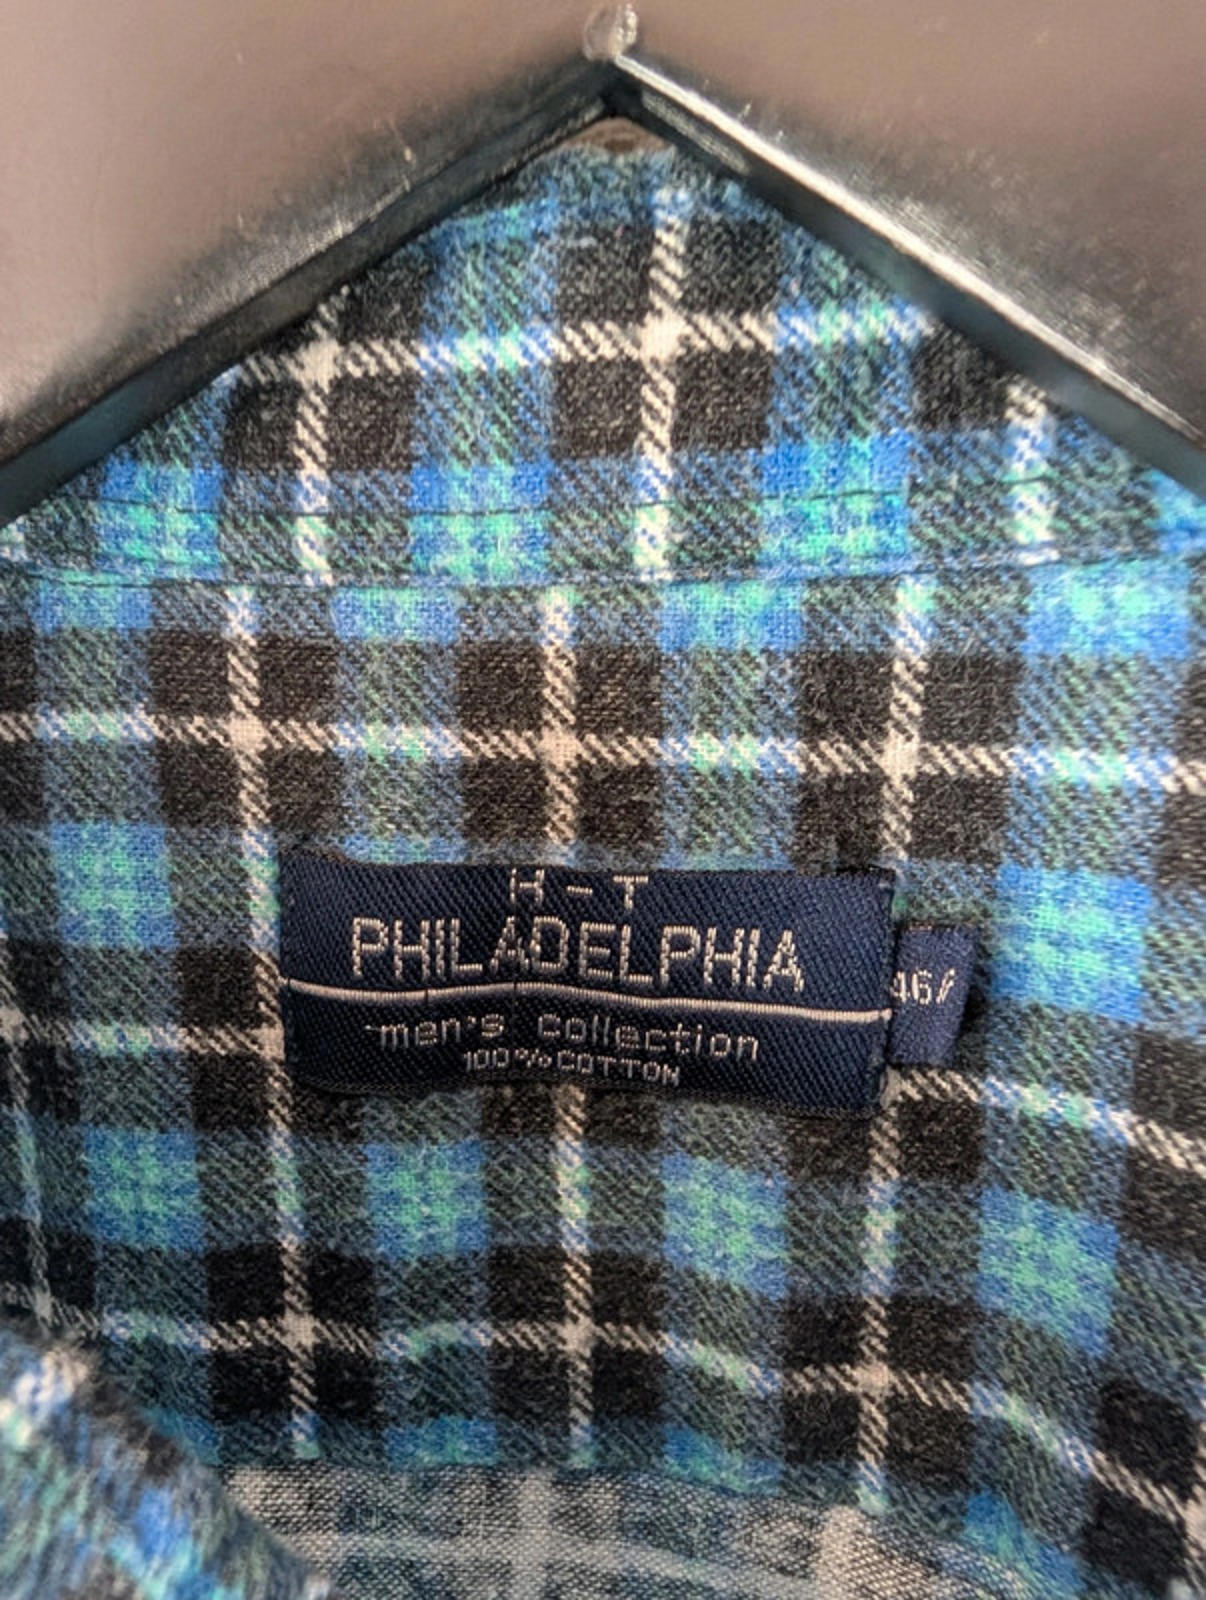 H-T
PHILADELPHIA
men's collection
100%COTTON
46/